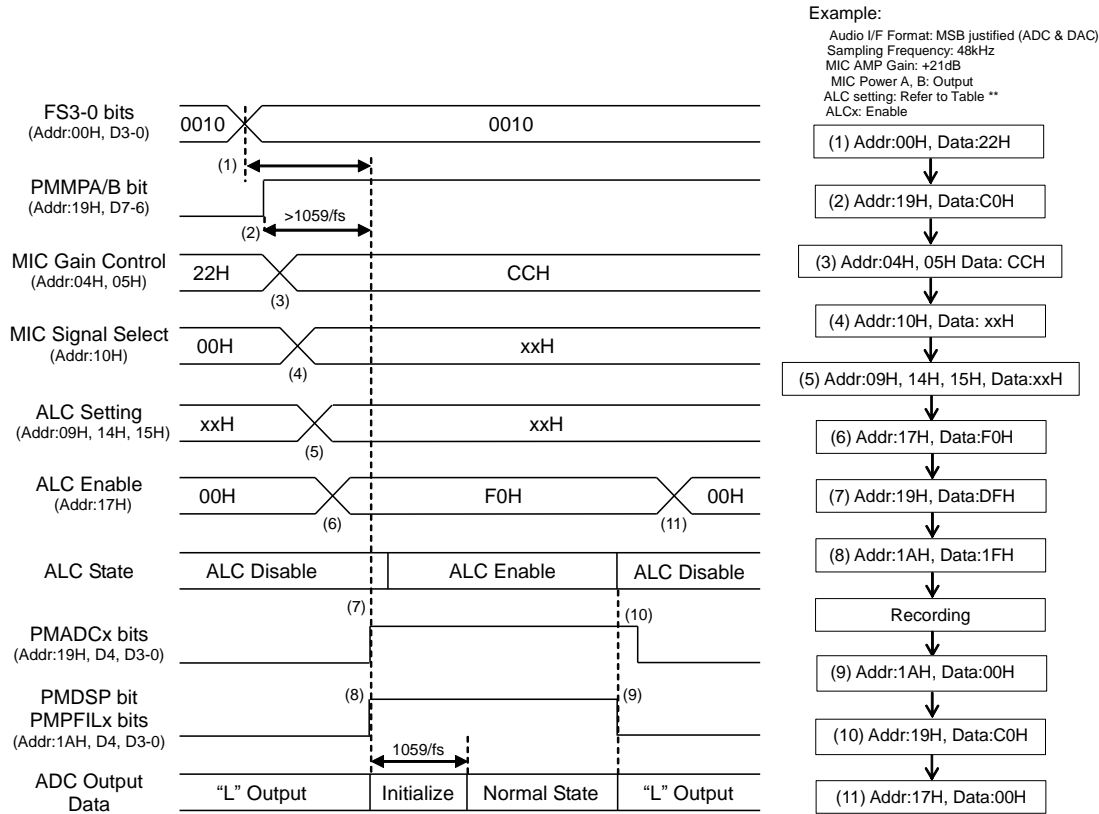 Example:
Audio I/F Format: MSB justified (ADC & DAC)
Sampling Frequency: 48kHz
MIC AMP Gain: +21dB
MIC Power A, B: Output
ALC setting: Refer to Table **
ALCx: Enable
FS3-0 bits
(Addr:00H, D3-0)
0010
0010
(1)
PMMPA/B bit
(Addr:19H, D7-6)
>1059/fs
(2)
MIC Gain Control
(Addr:04H, 05H)
22H
CCH
(3)
MIC Signal Select
(Addr:10H)
00H
xxH
(4)
ALC Setting
(Addr:09H, 14H, 15H)
xxH
xxH
(5)
ALC Enable
(Addr:17H)
00H
F0H
00H
(6)
(11)
ALC State
ALC Disable
ALC Enable
ALC Disable
(7)
(10)
PMADCx bits
(Addr:19H, D4, D3-0)
(8)
(9)
PMDSP bit
PMPFILx bits
(Addr:1AH, D4, D3-0)
1059/fs
ADC Output
Data
“L” Output
Initialize
Normal State
“L” Output
(1) Addr:00H, Data:22H
(2) Addr:19H, Data:C0H
(3) Addr:04H, 05H Data: CCH
(4) Addr:10H, Data: xxH
(5) Addr:09H, 14H, 15H, Data:xxH
(6) Addr:17H, Data:F0H
(7) Addr:19H, Data:DFH
(8) Addr:1AH, Data:1FH
Recording
(9) Addr:1AH, Data:00H
(10) Addr:19H, Data:C0H
(11) Addr:17H, Data:00H